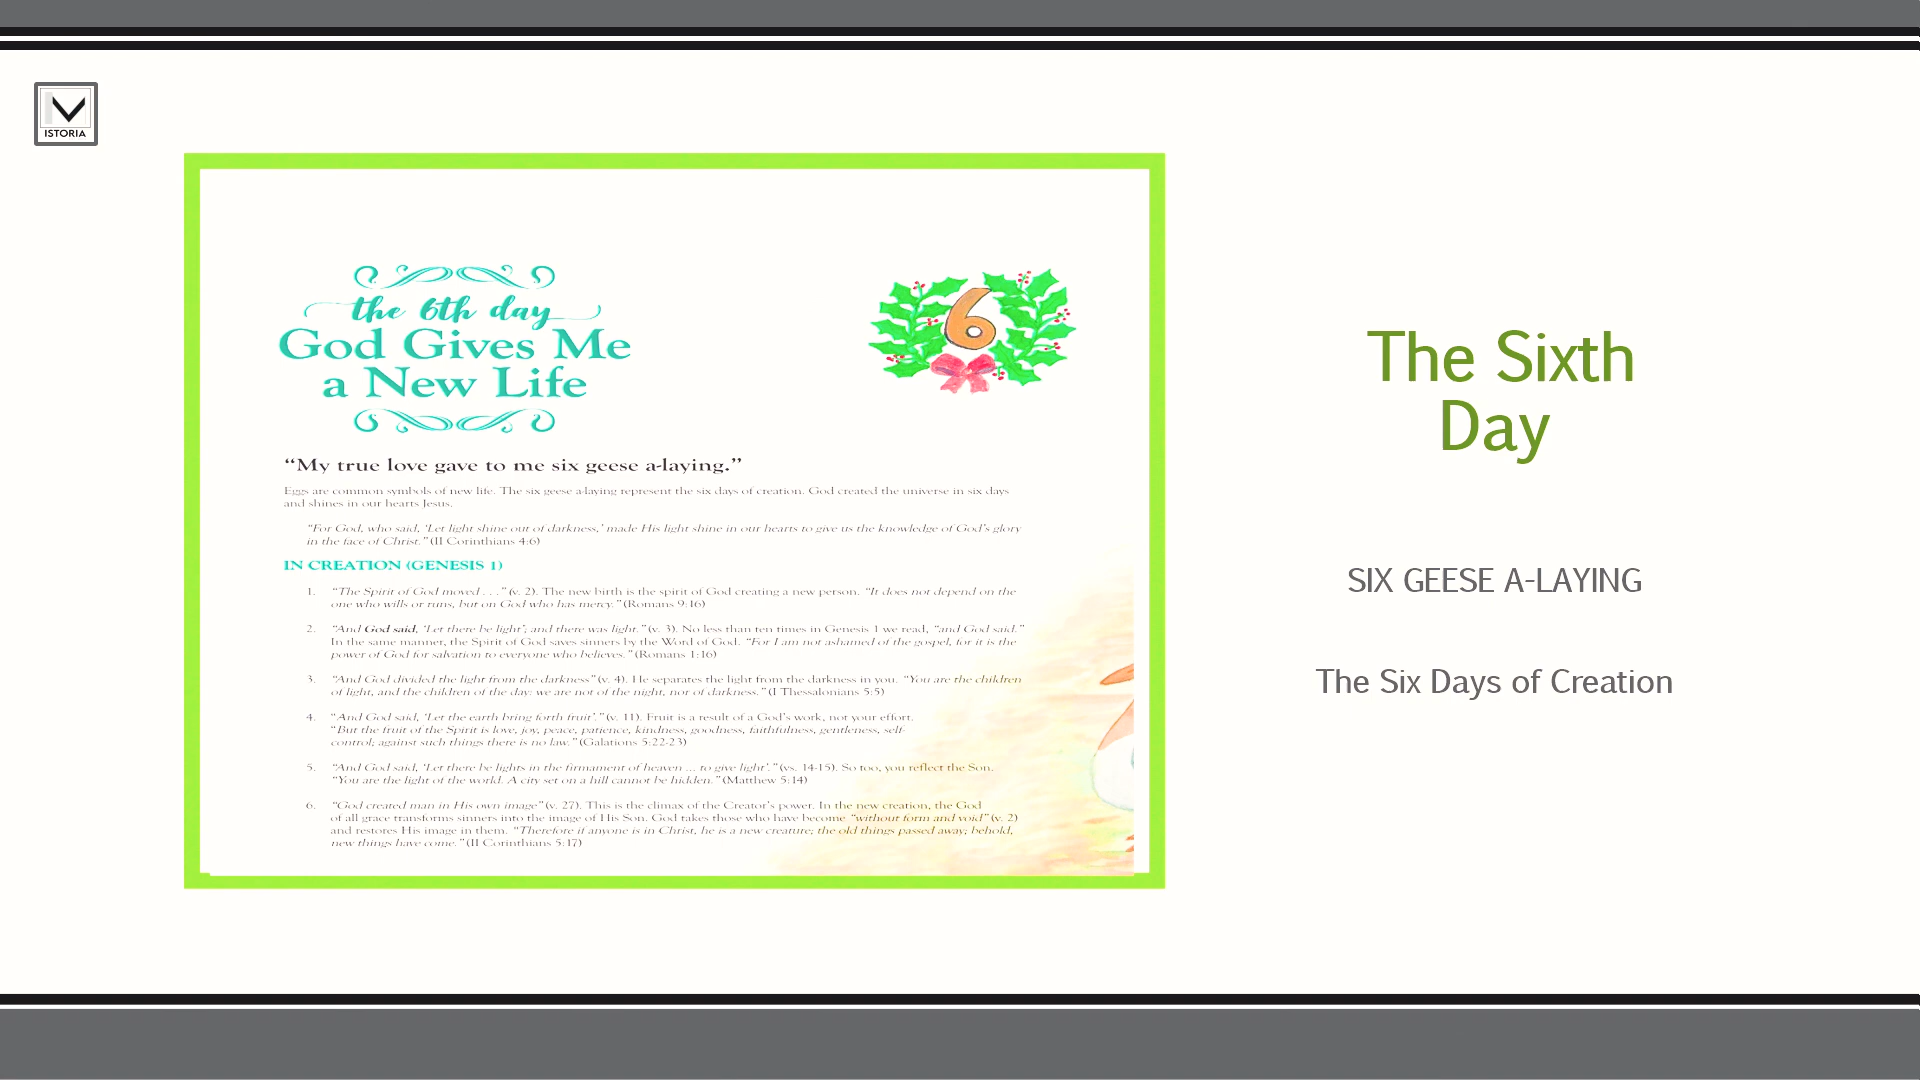 ISTORIA
the 6th day
God Gives Me
a New Life
6
“My true love gave to me six geese a-laying.”
Eggs are common symbols of new life. The six geese a-laying represent the six days of creation. God created the universe in six days
and shines in our hearts Jesus.
“For God, who said, ‘Let light shine out of darkness,’ made His light shine in our hearts to give us the knowledge of God’s glory
in the face of Christ.” (II Corinthians 4:6)
IN CREATION (GENESIS 1)
1. “The Spirit of God moved . . .” (v. 2). The new birth is the spirit of God creating a new person. “It does not depend on the
one who wills or runs, but on God who has mercy.” (Romans 9:16)
2. “And God said, ‘Let there be light’; and there was light.” (v. 3). No less than ten times in Genesis 1 we read, “and God said.”
In the same manner, the Spirit of God saves sinners by the Word of God. “For I am not ashamed of the gospel, for it is the
power of God for salvation to everyone who believes.” (Romans 1:16)
3. “And God divided the light from the darkness” (v. 4). He separates the light from the darkness in you. “You are the children
of light, and the children of the day: we are not of the night, nor of darkness.” (I Thessalonians 5:5)
4. “And God said, ‘Let the earth bring forth fruit’.” (v. 11). Fruit is a result of a God’s work, not your effort.
“But the fruit of the Spirit is love, joy, peace, patience, kindness, goodness, faithfulness, gentleness, self-
control; against such things there is no law.” (Galatians 5:22-23)
5. “And God said, ‘Let there be lights in the firmament of heaven ... to give light’.” (vs. 14-15). So too, you reflect the Son.
“You are the light of the world. A city set on a hill cannot be hidden.” (Matthew 5:14)
6. “God created man in His own image” (v. 27). This is the climax of the Creator’s power. In the new creation, the God
of all grace transforms sinners into the image of His Son. God takes those who have become “without form and void” (v. 2)
and restores His image in them. “Therefore if anyone is in Christ, he is a new creature; the old things passed away; behold,
new things have come.” (II Corinthians 5:17)
The Sixth
Day
SIX GEESE A-LAYING
The Six Days of Creation